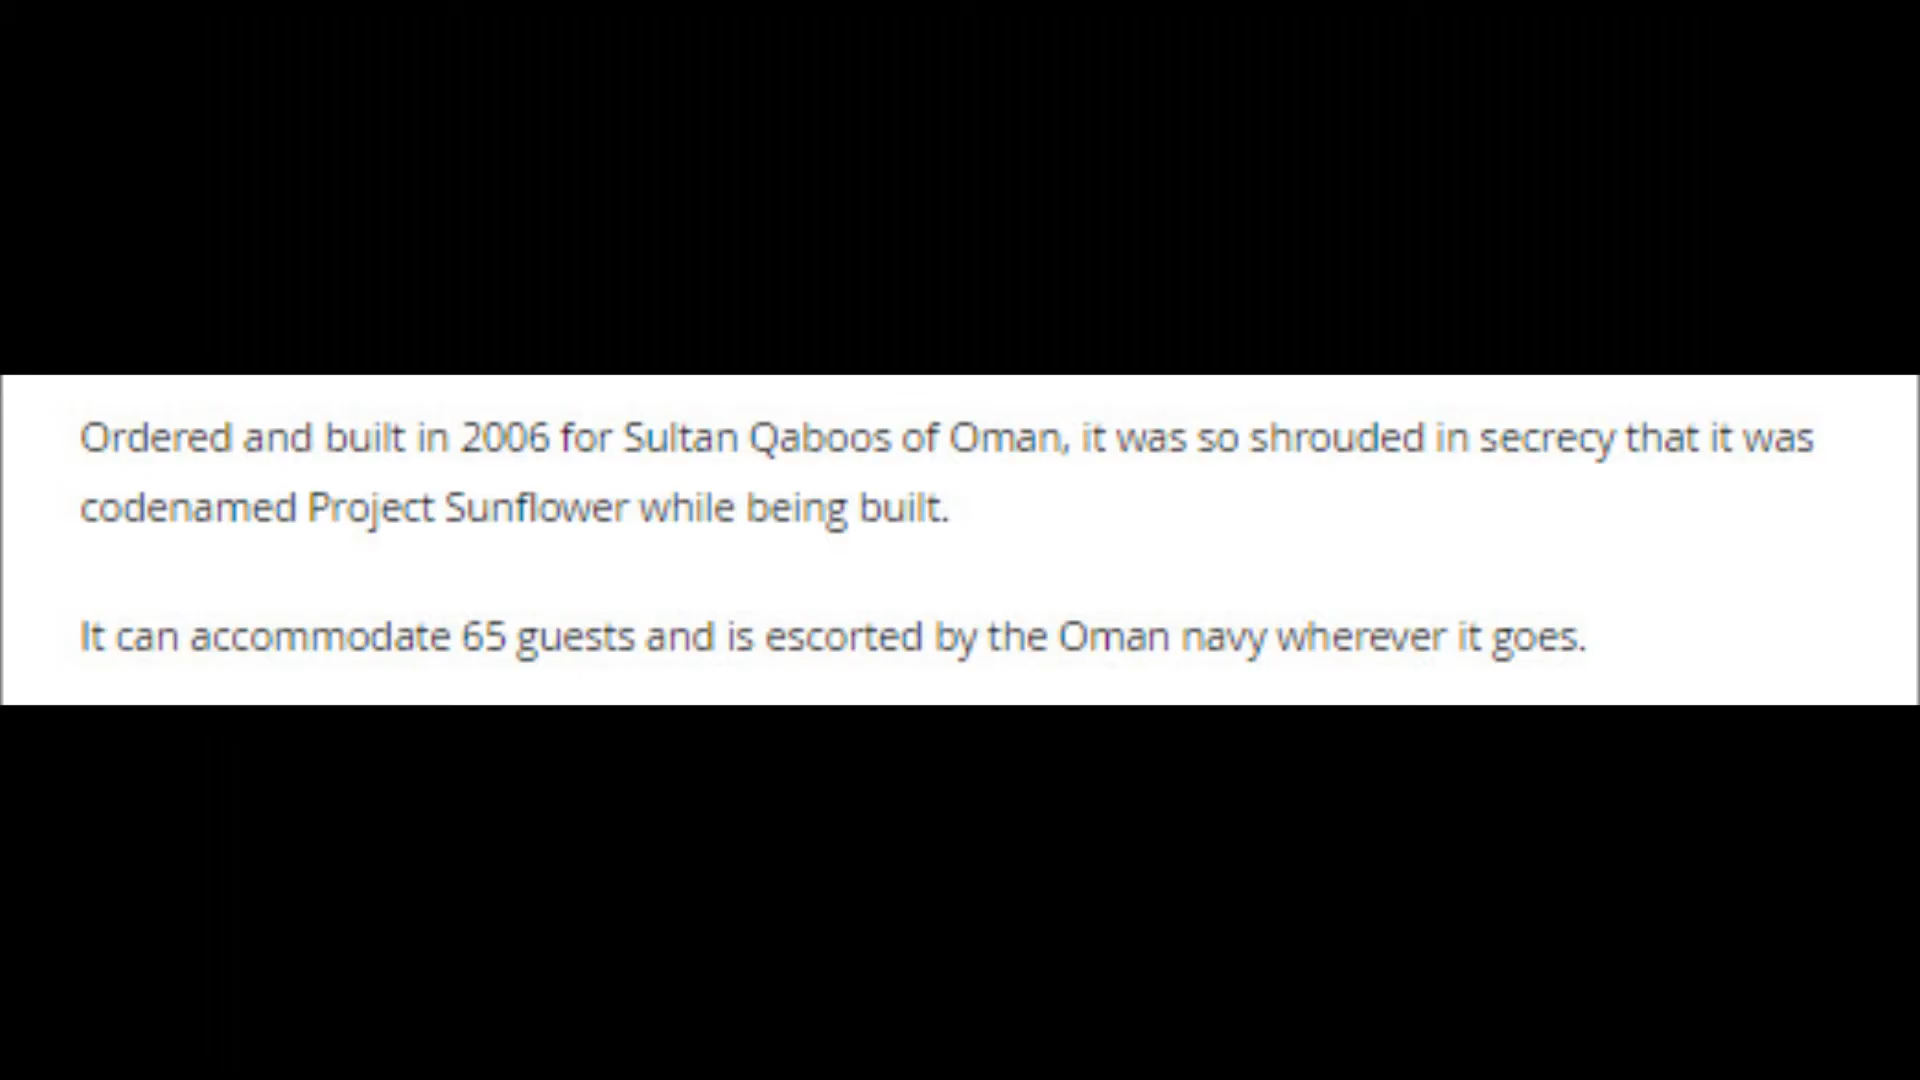 Ordered and built in 2006 for Sultan Qaboos of Oman, it was so shrouded in secrecy that it was
codenamed Project Sunflower while being built.
It can accommodate 65 guests and is escorted by the Oman navy wherever it goes.